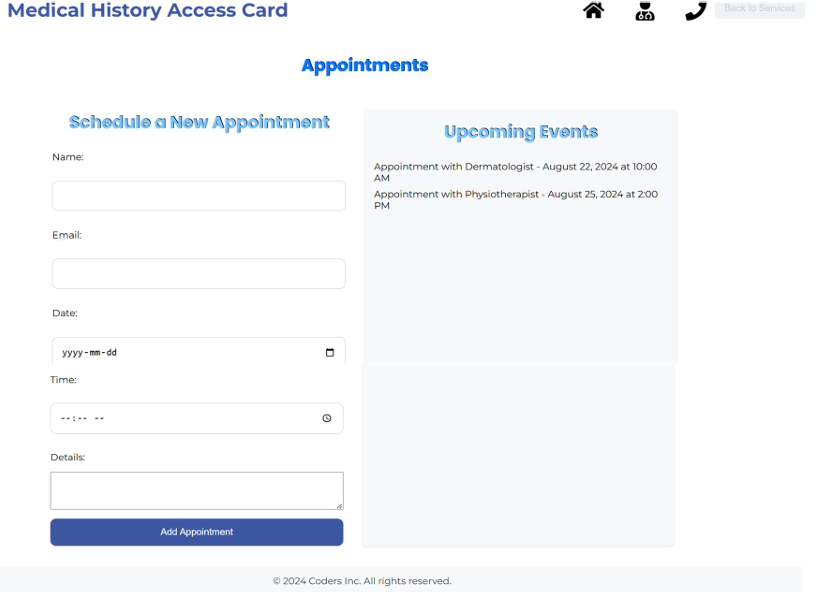 Medical History Access Card
Back to Services
Appointments
Schedule a New Appointment
Name:
Email:
Date:
yyyy-mm-dd
Time:
--:-- --
Details:
Add Appointment
Upcoming Events
Appointment with Dermatologist - August 22, 2024 at 10:00
AM
Appointment with Physiotherapist - August 25, 2024 at 2:00
PM
© 2024 Coders Inc. All rights reserved.